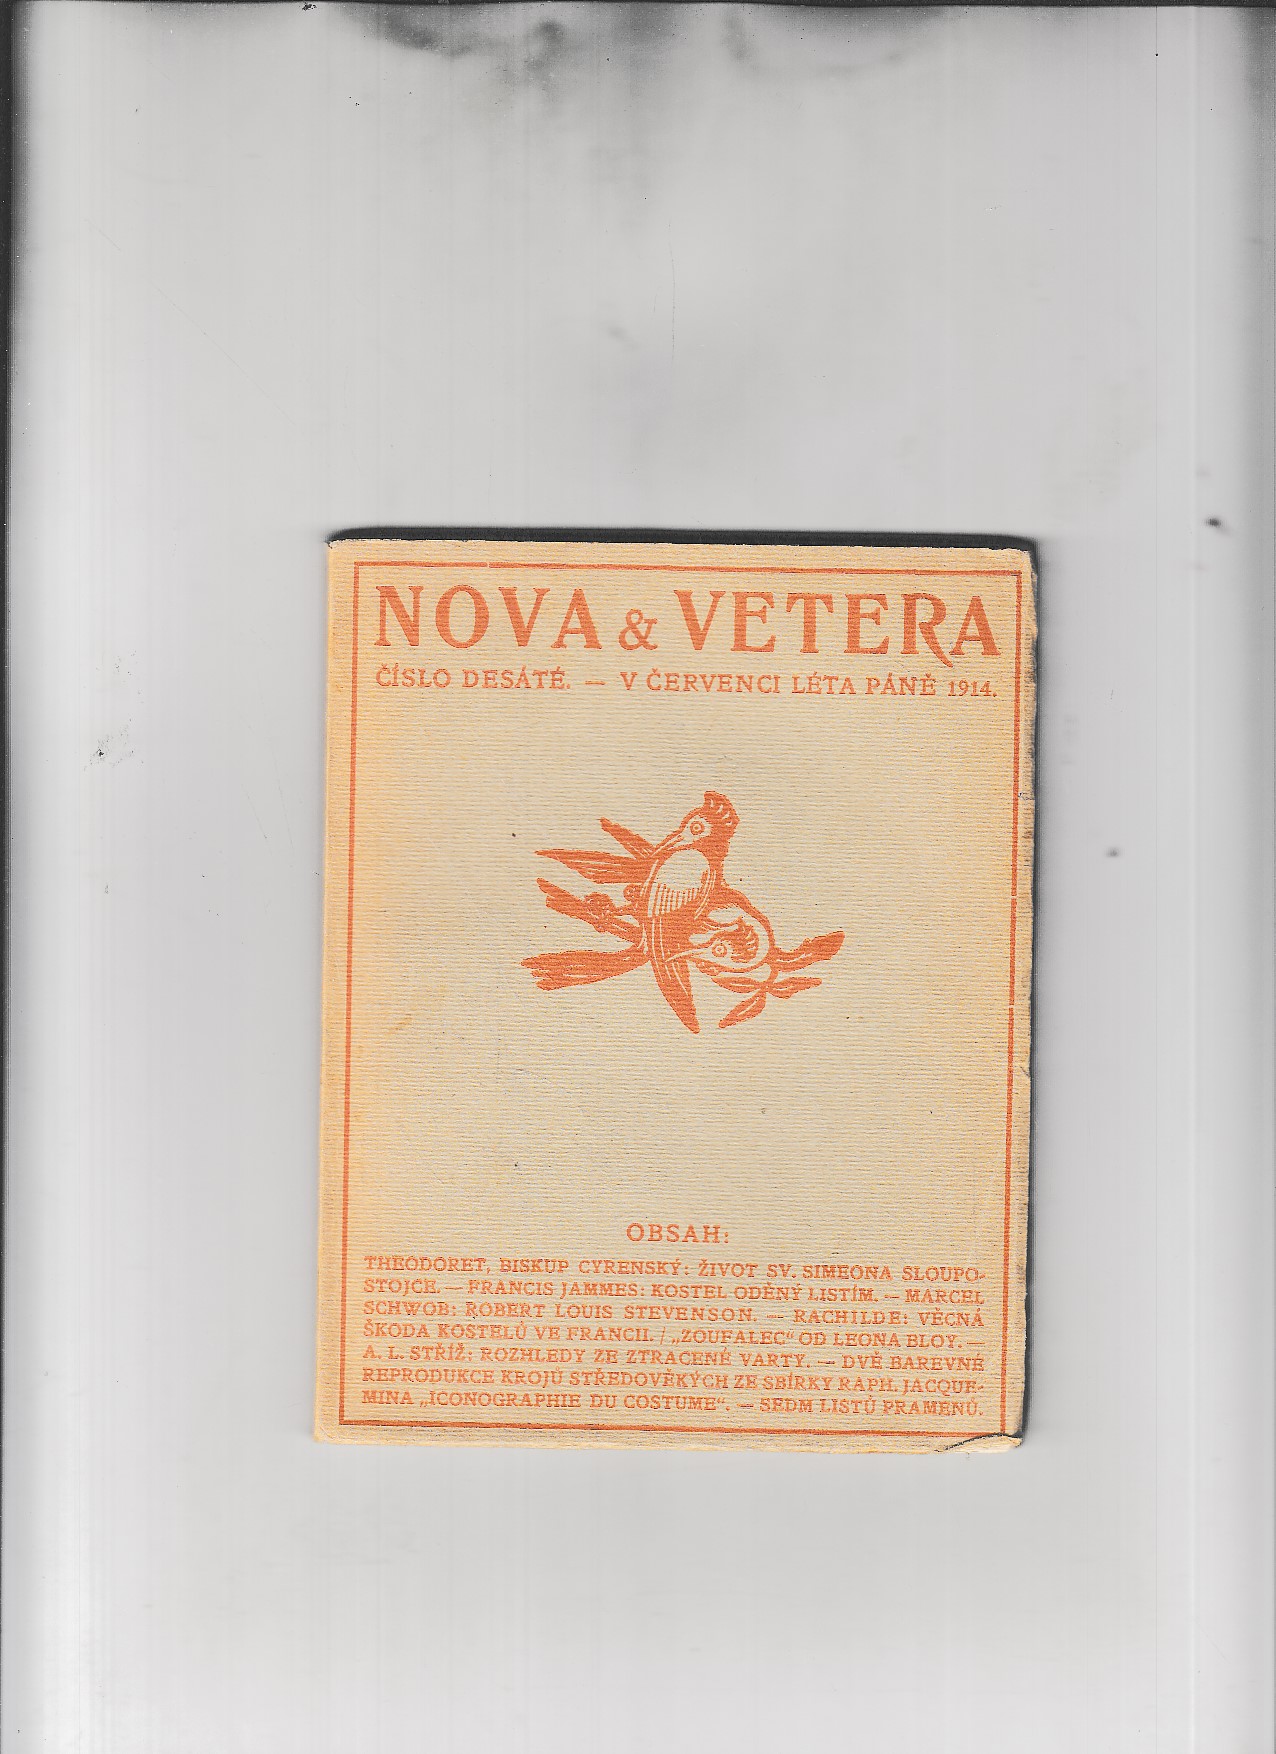 NOVA & VETERA
ČÍSLO DESÁTÉ. — V ČERVENCI LÉTA PÁNĚ 1914.
OBSAH:
THEODORET, BISKUP CYRENSKÝ: ŽIVOT SV. SIMEONA SLOUPO-
STOJCE. — FRANCIS JAMMES: KOSTEL ODĚNÝ LISTÍM. — MARCEL
SCHWOB: ROBERT LOUIS STEVENSON. — RACHILDE: VĚCNÁ
ŠKODA KOSTELŮ VE FRANCII. / „ZOUFALEC“ OD LEONA BLOY. —
A. L. STŘÍŽ: ROZHLEDY ZE ZTRACENÉ VARTY. — DVĚ BAREVNÉ
REPRODUKCE KROJŮ STŘEDOVĚKÝCH ZE SBÍRKY RAPH. JACQUE-
MINA „ICONOGRAPHIE DU COSTUME“. — SEDM LISTŮ PRAMENŮ.